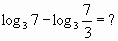 log₃ 7 − log₃ 7/3 = ?